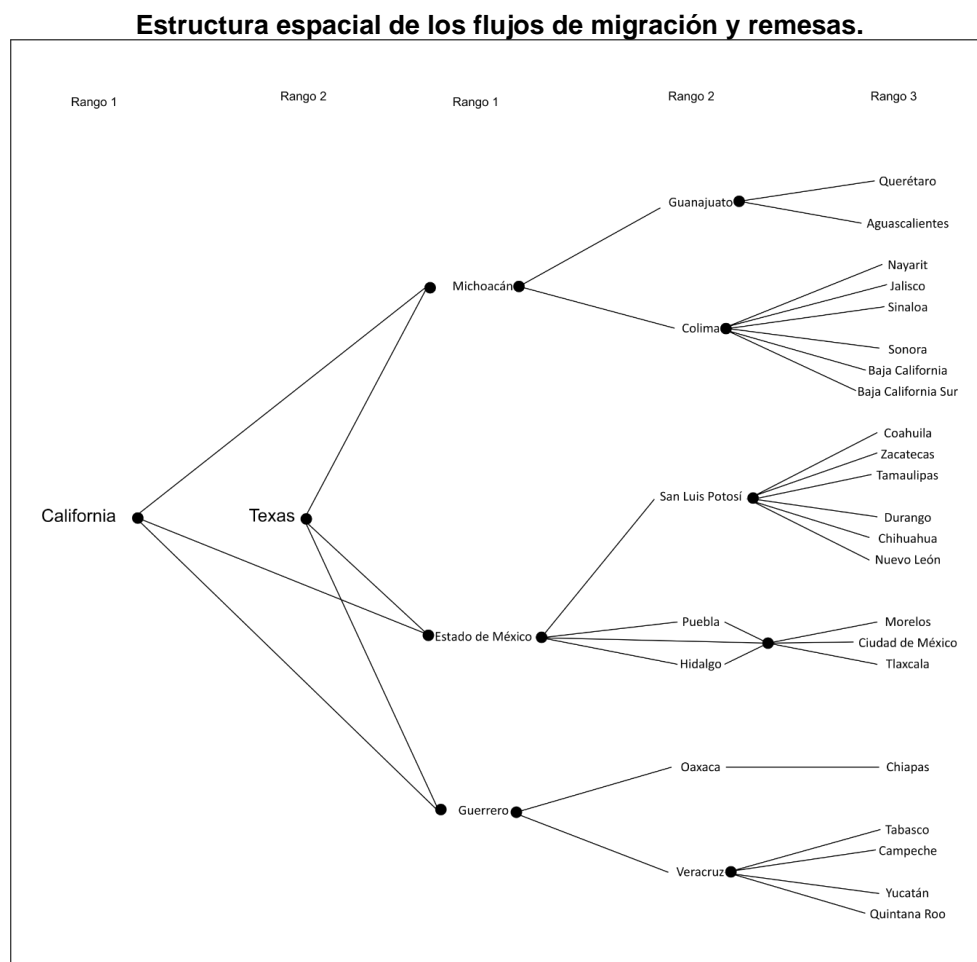 Estructura espacial de los flujos de migración y remesas.
Rango 1
Rango 2
Rango 1
Rango 2
Rango 3
California
Texas
Michoacán
Estado de México
Guerrero
Guanajuato
Colima
San Luis Potosí
Puebla
Hidalgo
Oaxaca
Veracruz
Querétaro
Aguascalientes
Nayarit
Jalisco
Sinaloa
Sonora
Baja California
Baja California Sur
Coahuila
Zacatecas
Tamaulipas
Durango
Chihuahua
Nuevo León
Morelos
Ciudad de México
Tlaxcala
Chiapas
Tabasco
Campeche
Yucatán
Quintana Roo